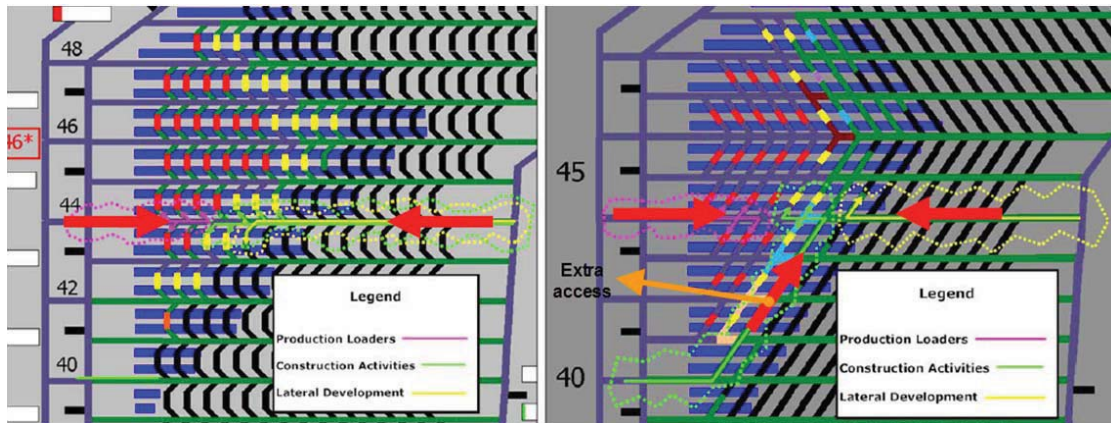 48
46
46*
44
42
40
Legend
Production Loaders
Construction Activities
Lateral Development
45
Extra
access
40
Legend
Production Loaders
Construction Activities
Lateral Development